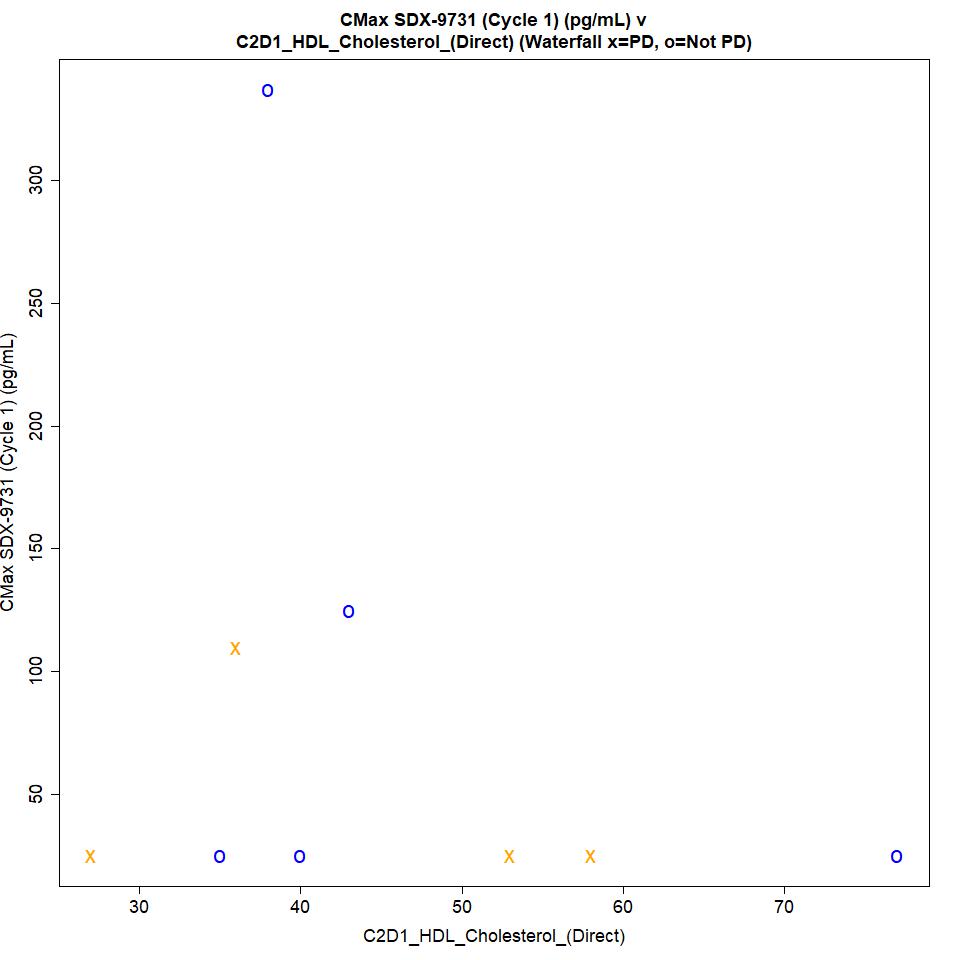 CMax SDX-9731 (Cycle 1) (pg/mL) v
C2D1_HDL_Cholesterol_(Direct) (Waterfall x=PD, o=Not PD)
CMax SDX-9731 (Cycle 1) (pg/mL)
300
250
200
150
100
50
O
O
X
X
O
O
X
X
O
30
40
50
60
70
C2D1_HDL_Cholesterol_(Direct)